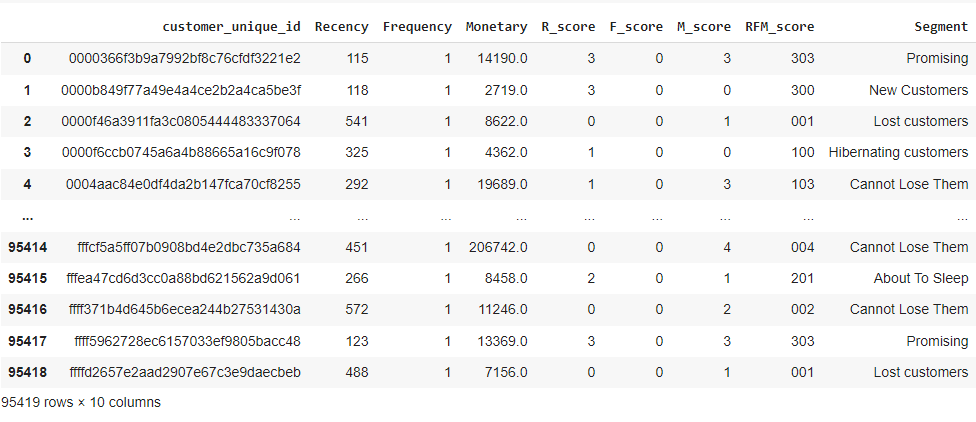 customer_unique_id Recency Frequency Monetary R_score F_score M_score RFM_score Segment
0 0000366f3b9a7992bf8c76cfdf3221e2 115 1 14190.0 3 0 3 303 Promising
1 0000b849f77a49e4a4ce2b2a4ca5be3f 118 1 2719.0 3 0 0 300 New Customers
2 0000f46a3911fa3c0805444483337064 541 1 8622.0 0 0 1 001 Lost customers
3 0000f6ccb0745a6a4b88665a16c9f078 325 1 4362.0 1 0 0 100 Hibernating customers
4 0004aac84e0df4da2b147fca70cf8255 292 1 19689.0 1 0 3 103 Cannot Lose Them
... ... ... ... ... ... ... ... ... ...
95414 fffcf5a5ff07b0908bd4e2dbc735a684 451 1 206742.0 0 0 4 004 Cannot Lose Them
95415 fffea47cd6d3cc0a88bd621562a9d061 266 1 8458.0 2 0 1 201 About To Sleep
95416 ffff371b4d645b6ecea244b27531430a 572 1 11246.0 0 0 2 002 Cannot Lose Them
95417 ffff5962728ec6157033ef9805bacc48 123 1 13369.0 3 0 3 303 Promising
95418 ffffd2657e2aad2907e67c3e9daecbeb 488 1 7156.0 0 0 1 001 Lost customers
95419 rows × 10 columns